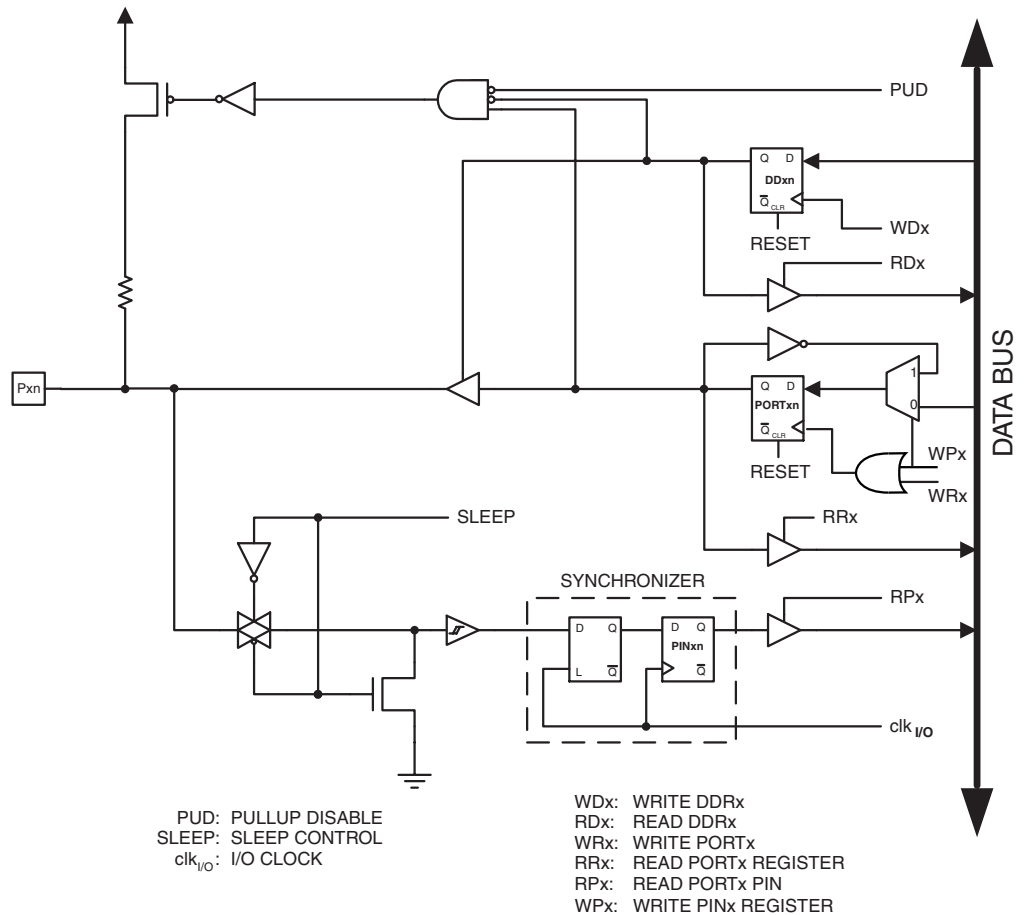 PUD
Q D
DDxn
Q CLR
WDx
RESET
RDx
Pxn
1
Q D
PORTxn
0
Q CLR
RESET
WPx
WRx
SLEEP
RRx
SYNCHRONIZER
RPx
D Q
D Q
PINxn
L Q
Q
clk I/O
DATA BUS
PUD: PULLUP DISABLE
SLEEP: SLEEP CONTROL
clkI/O: I/O CLOCK
WDx: WRITE DDRx
RDx: READ DDRx
WRx: WRITE PORTx
RRx: READ PORTx REGISTER
RPx: READ PORTx PIN
WPx: WRITE PINx REGISTER